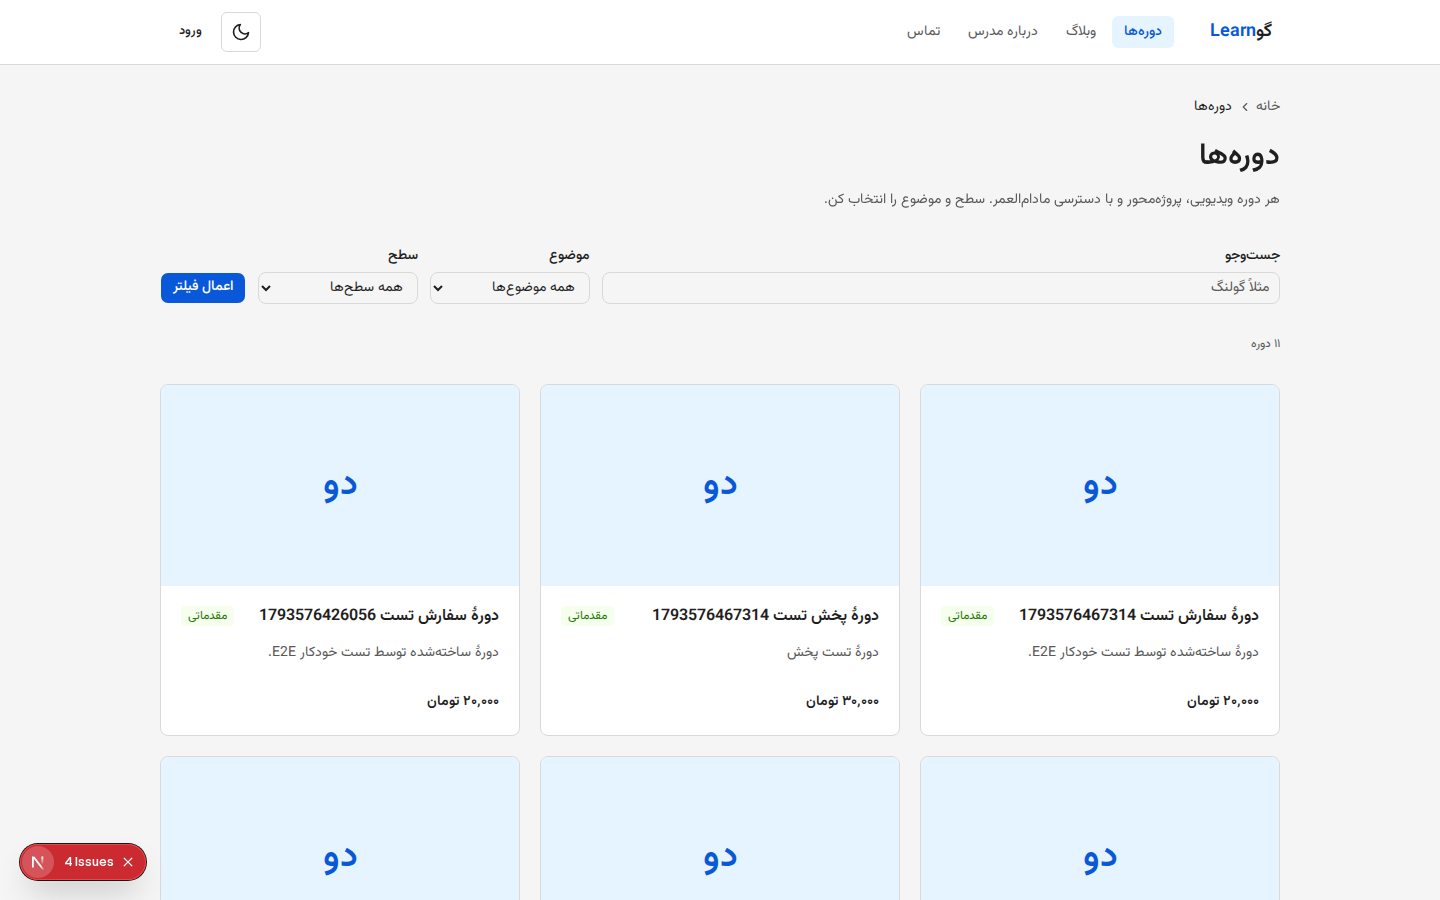 Learnگو
دوره‌ها
وبلاگ
درباره مدرس
تماس
ورود
خانه
دوره‌ها
دوره‌ها
هر دوره ویدیویی، پروژه‌محور و با دسترسی مادام‌العمر. سطح و موضوع را انتخاب کن.
جست‌وجو
مثلاً گولنگ
موضوع
همه موضوع‌ها
سطح
همه سطح‌ها
اعمال فیلتر
۱۱ دوره
دو
دورهٔ سفارش تست 1793576467314
مقدماتی
دورهٔ ساخته‌شده توسط تست خودکار E2E.
۲۰,۰۰۰ تومان
دو
دورهٔ پخش تست 1793576467314
مقدماتی
دورهٔ تست پخش
۳۰,۰۰۰ تومان
دو
دورهٔ سفارش تست 1793576426056
مقدماتی
دورهٔ ساخته‌شده توسط تست خودکار E2E.
۲۰,۰۰۰ تومان
دو
دو
دو
N
4 Issues